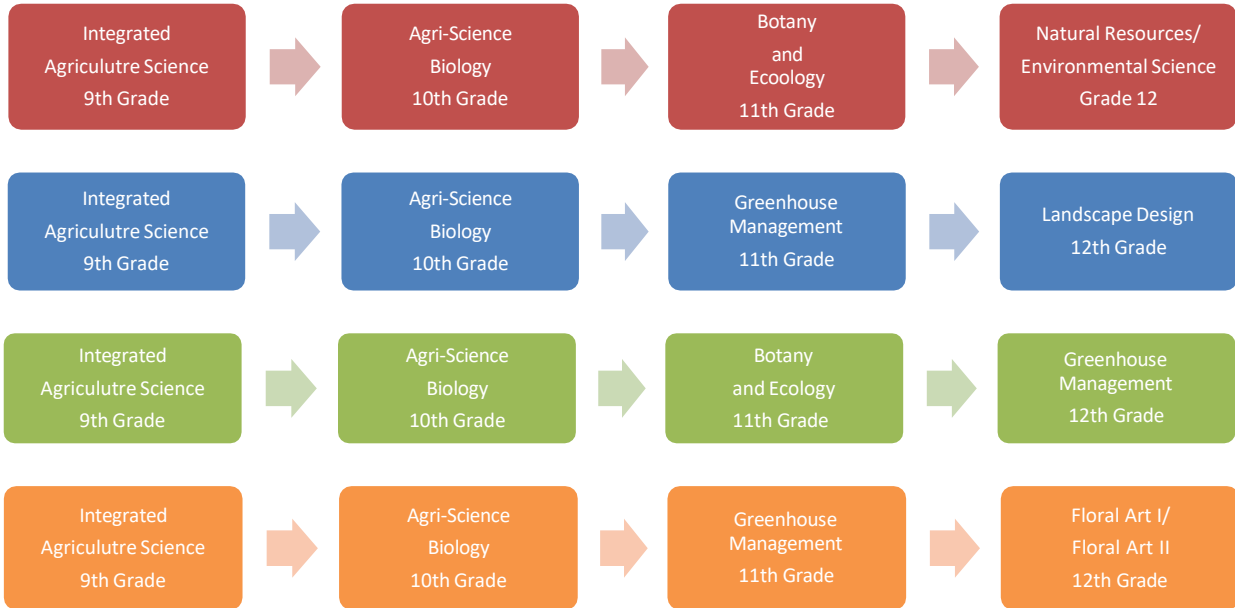 Integrated
Agriculutre Science
9th Grade
Agri-Science
Biology
10th Grade
Botany
and
Ecoology
11th Grade
Natural Resources/
Environmental Science
Grade 12
Integrated
Agriculutre Science
9th Grade
Agri-Science
Biology
10th Grade
Greenhouse
Management
11th Grade
Landscape Design
12th Grade
Integrated
Agriculutre Science
9th Grade
Agri-Science
Biology
10th Grade
Botany
and Ecology
11th Grade
Greenhouse
Management
12th Grade
Integrated
Agriculutre Science
9th Grade
Agri-Science
Biology
10th Grade
Greenhouse
Management
11th Grade
Floral Art I/
Floral Art II
12th Grade